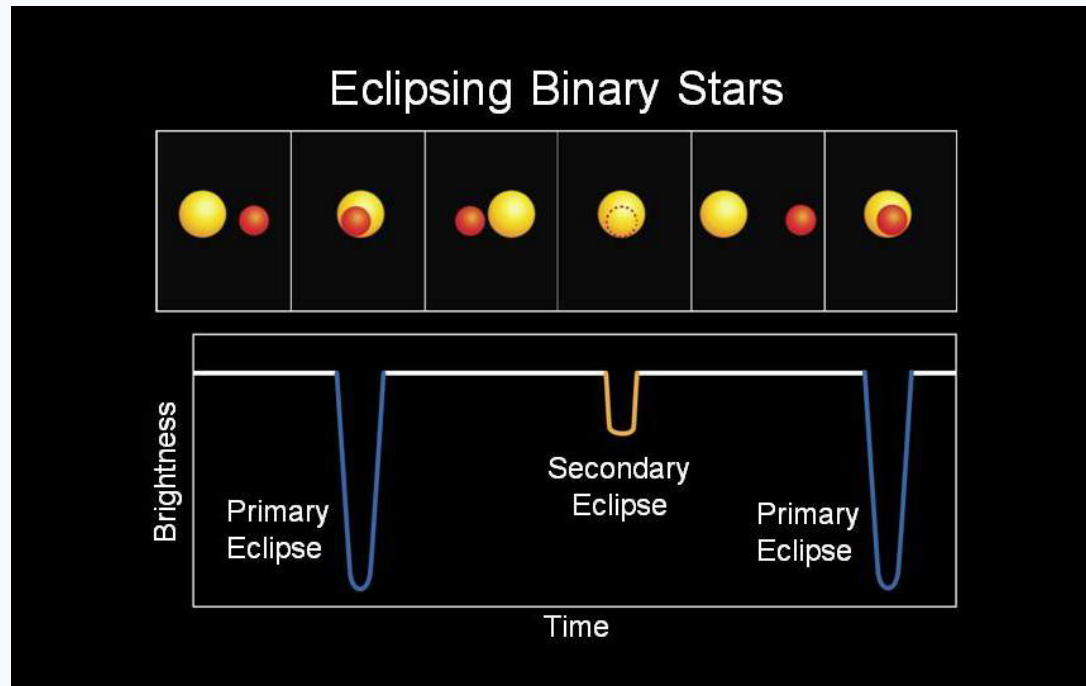 Eclipsing Binary Stars
Brightness
Primary
Eclipse
Secondary
Eclipse
Primary
Eclipse
Time